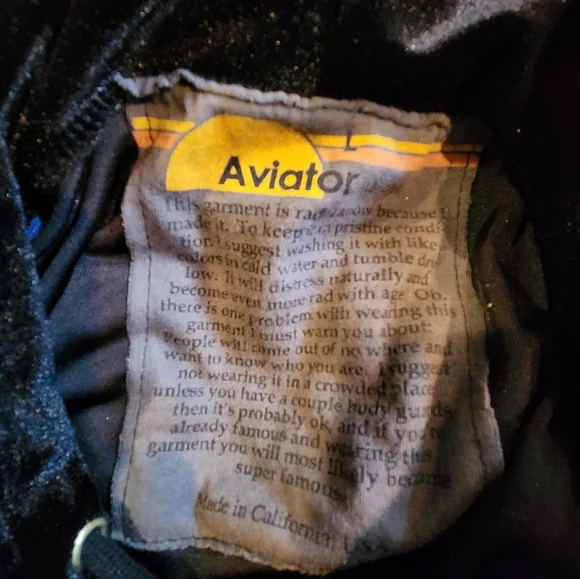 L
Aviator
This garment is rad I know because I
made it. To keep it in pristine condi-
tion I suggest washing it with like
colors in cold water and tumble dry
low. It will distress naturally and
become even more rad with age. Oh,
there is one problem with wearing this
garment I must warn you about:
People will come out of no where and
want to know who you are. I suggest
not wearing it in a crowded place
unless you have a couple body guards
then it's probably ok, and if you're
already famous and wearing this
garment you will most likely become
super famous.
Made in California, USA